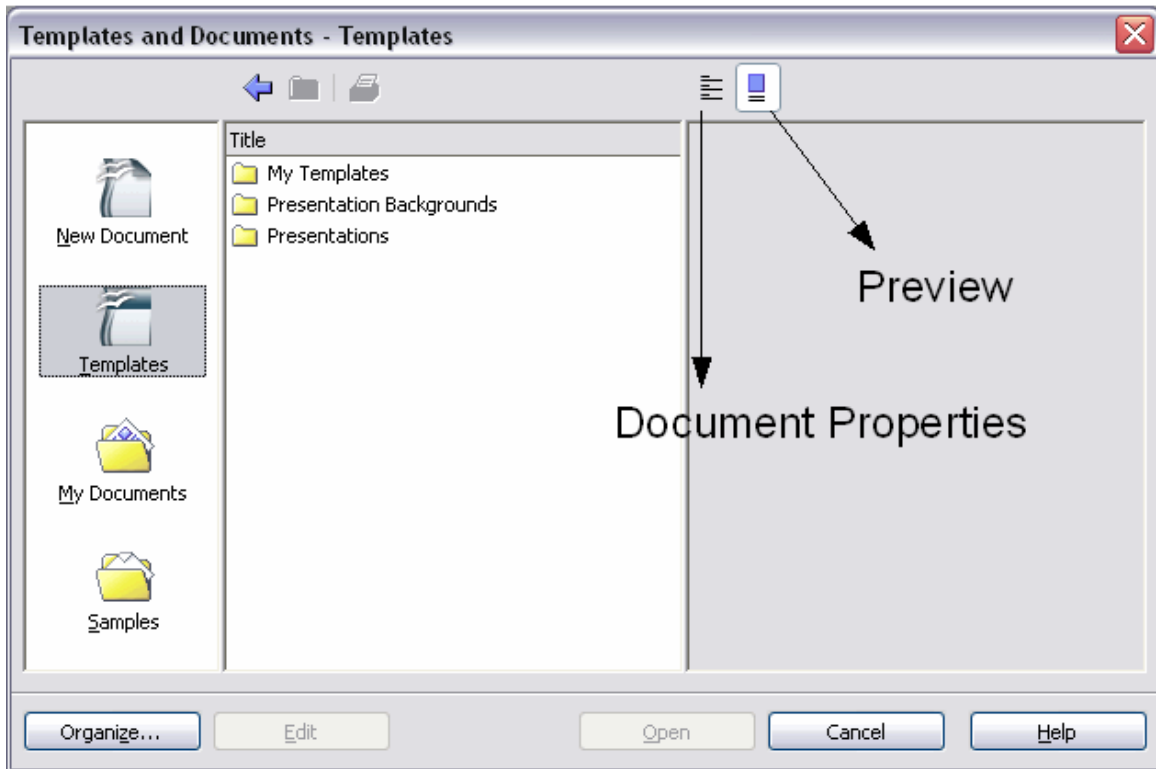 Templates and Documents - Templates
Title
My Templates
Presentation Backgrounds
Presentations
New Document
Templates
My Documents
Samples
Preview
Document Properties
Organize...
Edit
Open
Cancel
Help